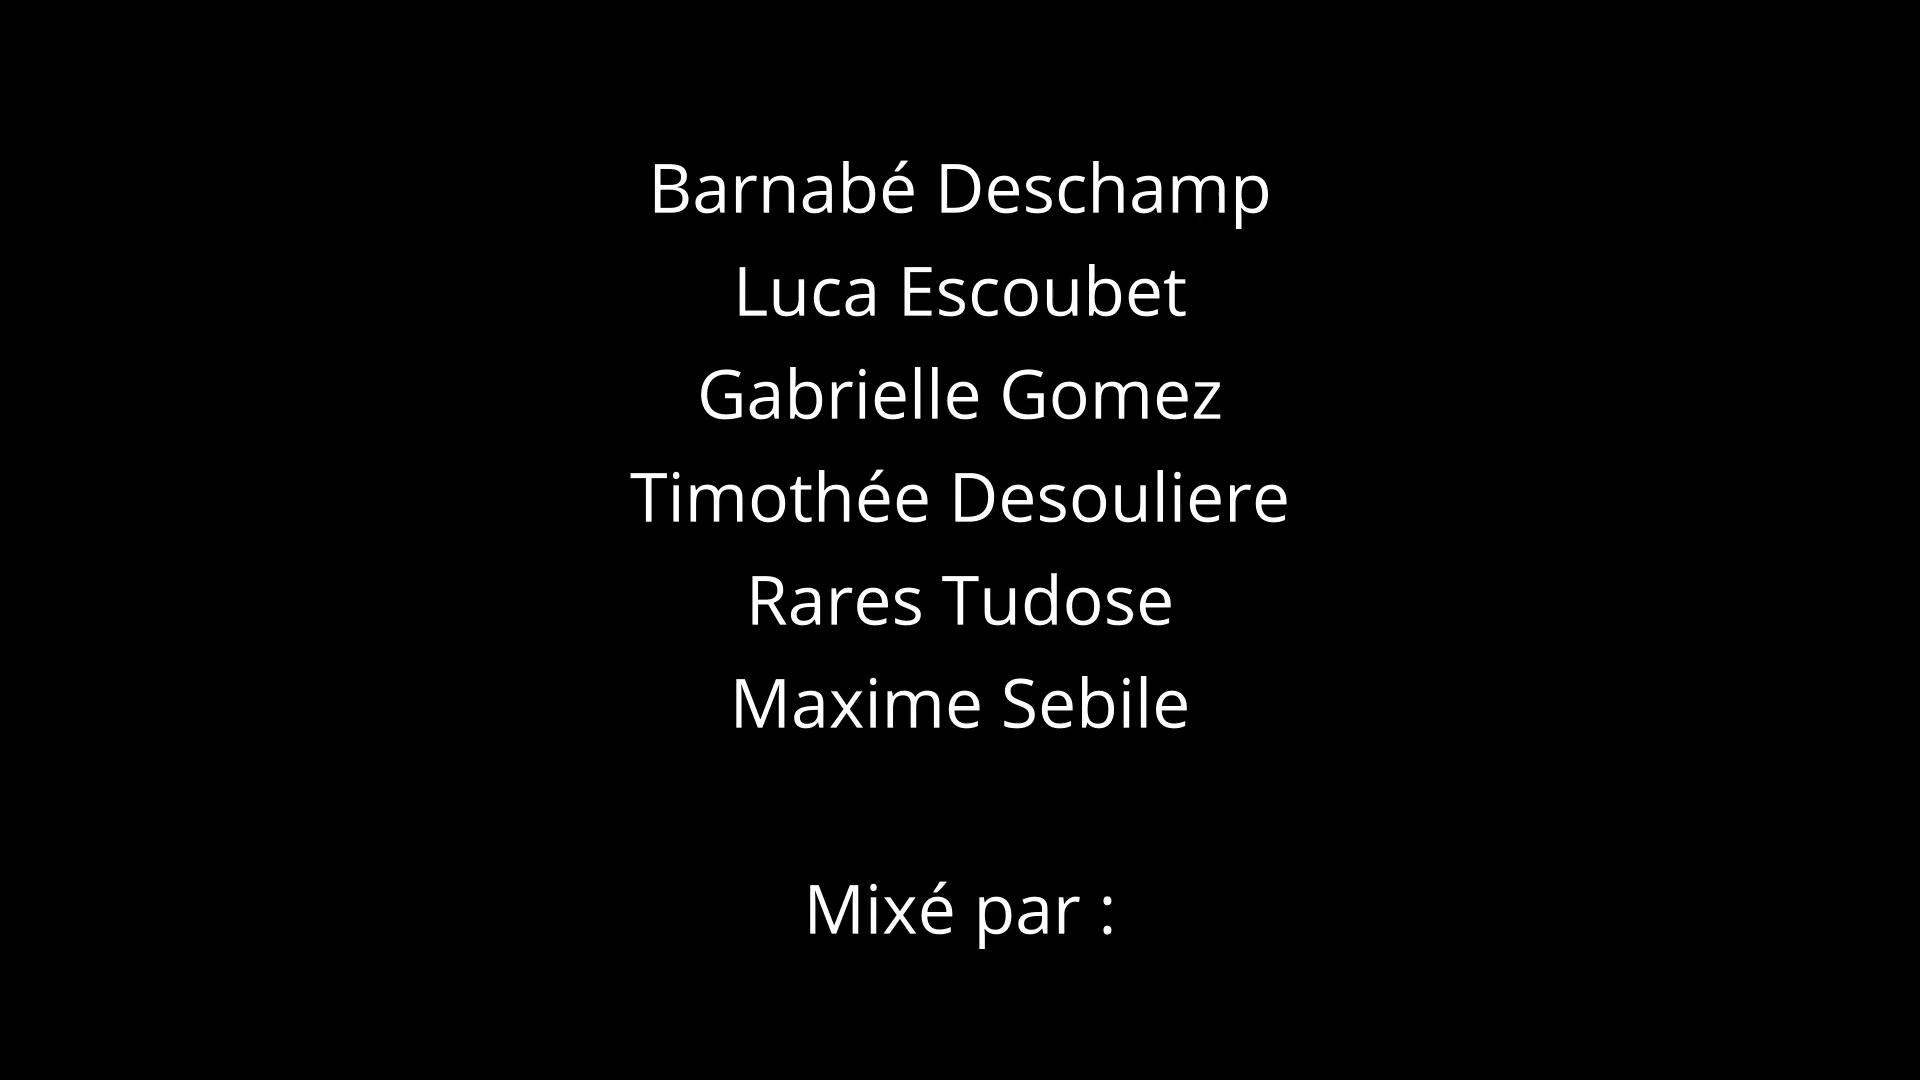 Barnabé Deschamp
Luca Escoubet
Gabrielle Gomez
Timothée Desouliere
Rares Tudose
Maxime Sebile
Mixé par :